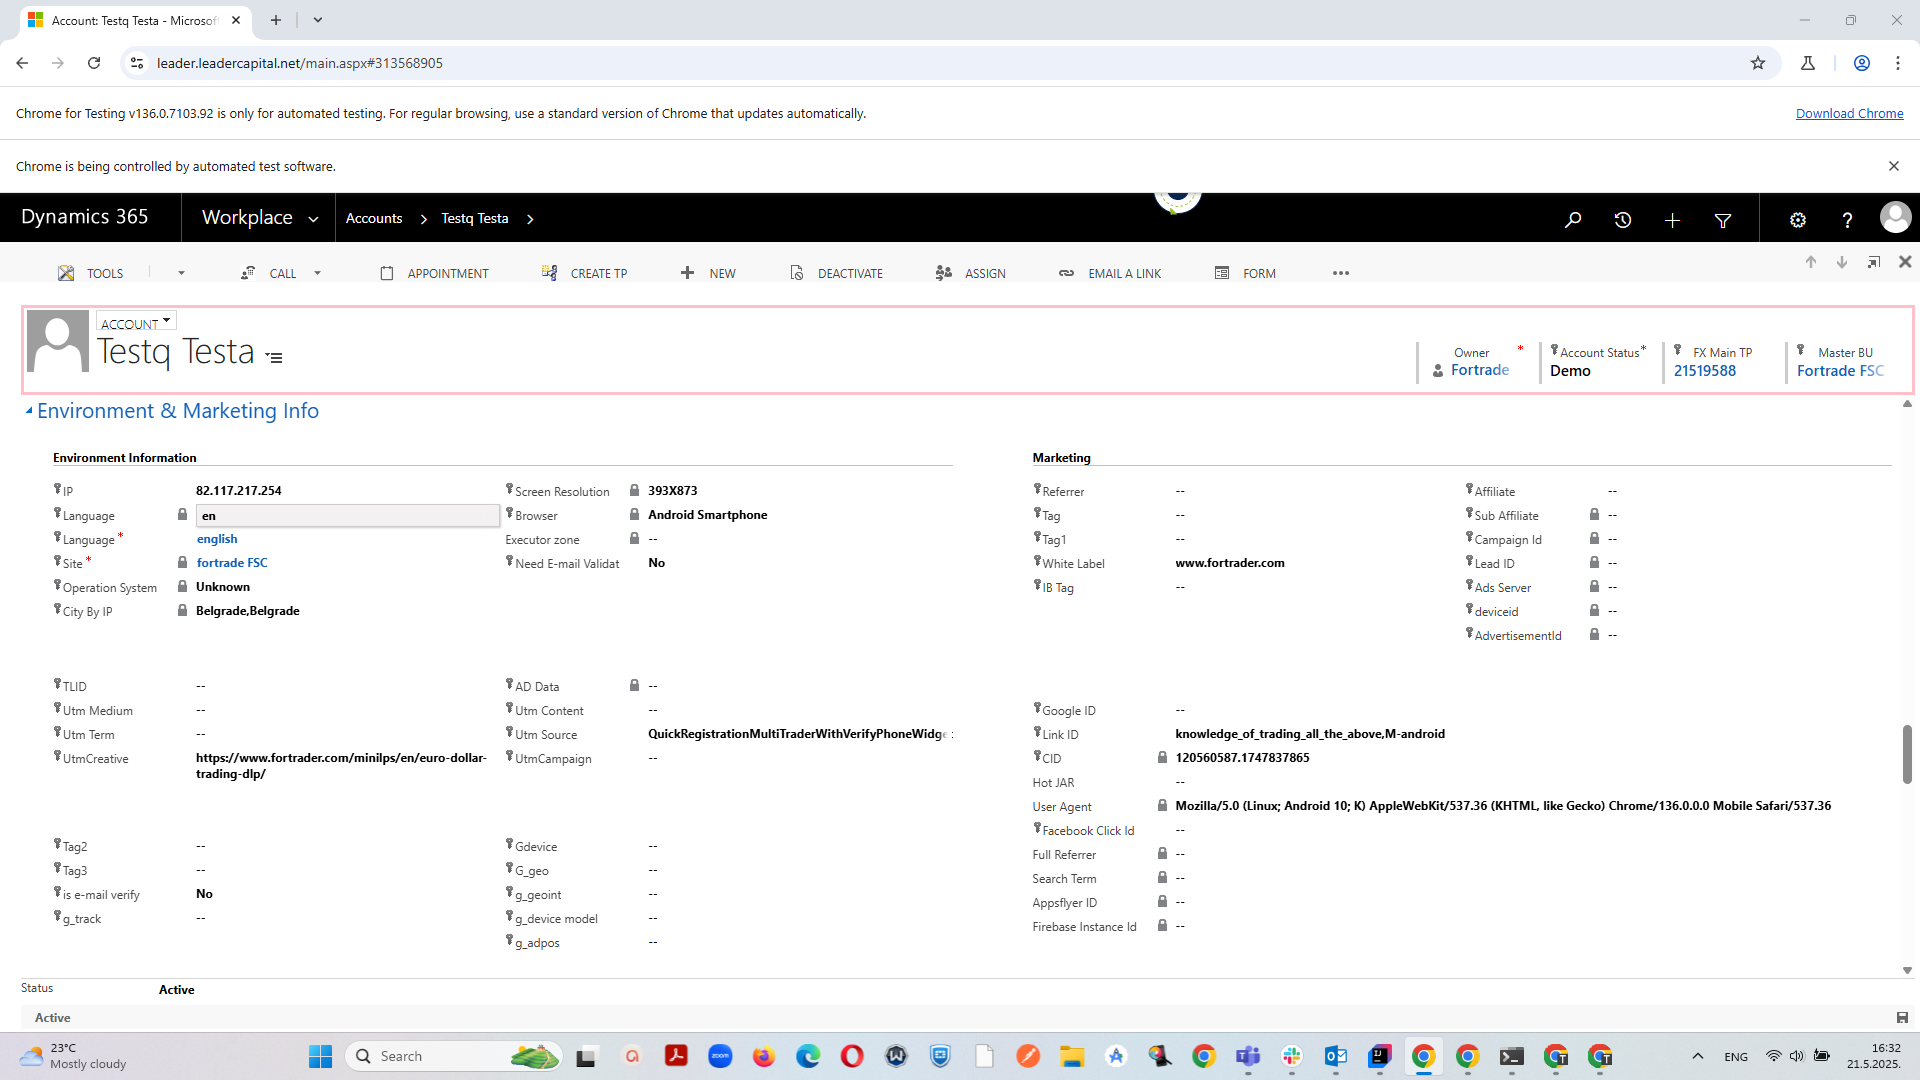 Account: Testq Testa - Microsof
leader.leadercapital.net/main.aspx#313568905
Chrome for Testing v136.0.7103.92 is only for automated testing. For regular browsing, use a standard version of Chrome that updates automatically.
Download Chrome
Chrome is being controlled by automated test software.
Dynamics 365
Workplace
Accounts
Testq Testa
TOOLS
CALL
APPOINTMENT
CREATE TP
NEW
DEACTIVATE
ASSIGN
EMAIL A LINK
FORM
ACCOUNT
Testq Testa
Owner *
Fortrade
Account Status *
Demo
FX Main TP
21519588
Master BU
Fortrade FSC
Environment & Marketing Info
Environment Information
IP 82.117.217.254
Language en
Language * english
Site * fortrade FSC
Operation System Unknown
City By IP Belgrade,Belgrade
Screen Resolution 393X873
Browser Android Smartphone
Executor zone --
Need E-mail Validat No
TLID --
Utm Medium --
Utm Term --
UtmCreative https://www.fortrader.com/minilps/en/euro-dollar-
trading-dlp/
AD Data --
Utm Content --
Utm Source QuickRegistrationMultiTraderWithVerifyPhoneWidge
UtmCampaign --
Tag2 --
Tag3 --
is e-mail verify No
g_track --
Gdevice --
G_geo --
g_geoint --
g_device model --
g_adpos --
Marketing
Referrer --
Tag --
Tag1 --
White Label www.fortrader.com
IB Tag --
Affiliate --
Sub Affiliate --
Campaign Id --
Lead ID --
Ads Server --
deviceid --
AdvertisementId --
Google ID --
Link ID knowledge_of_trading_all_the_above,M-android
CID 120560587.1747837865
Hot JAR --
User Agent Mozilla/5.0 (Linux; Android 10; K) AppleWebKit/537.36 (KHTML, like Gecko) Chrome/136.0.0.0 Mobile Safari/537.36
Facebook Click Id --
Full Referrer --
Search Term --
Appsflyer ID --
Firebase Instance Id --
Status Active
Active
23°C
Mostly cloudy
Search
zoom
ENG
16:32
21.5.2025.